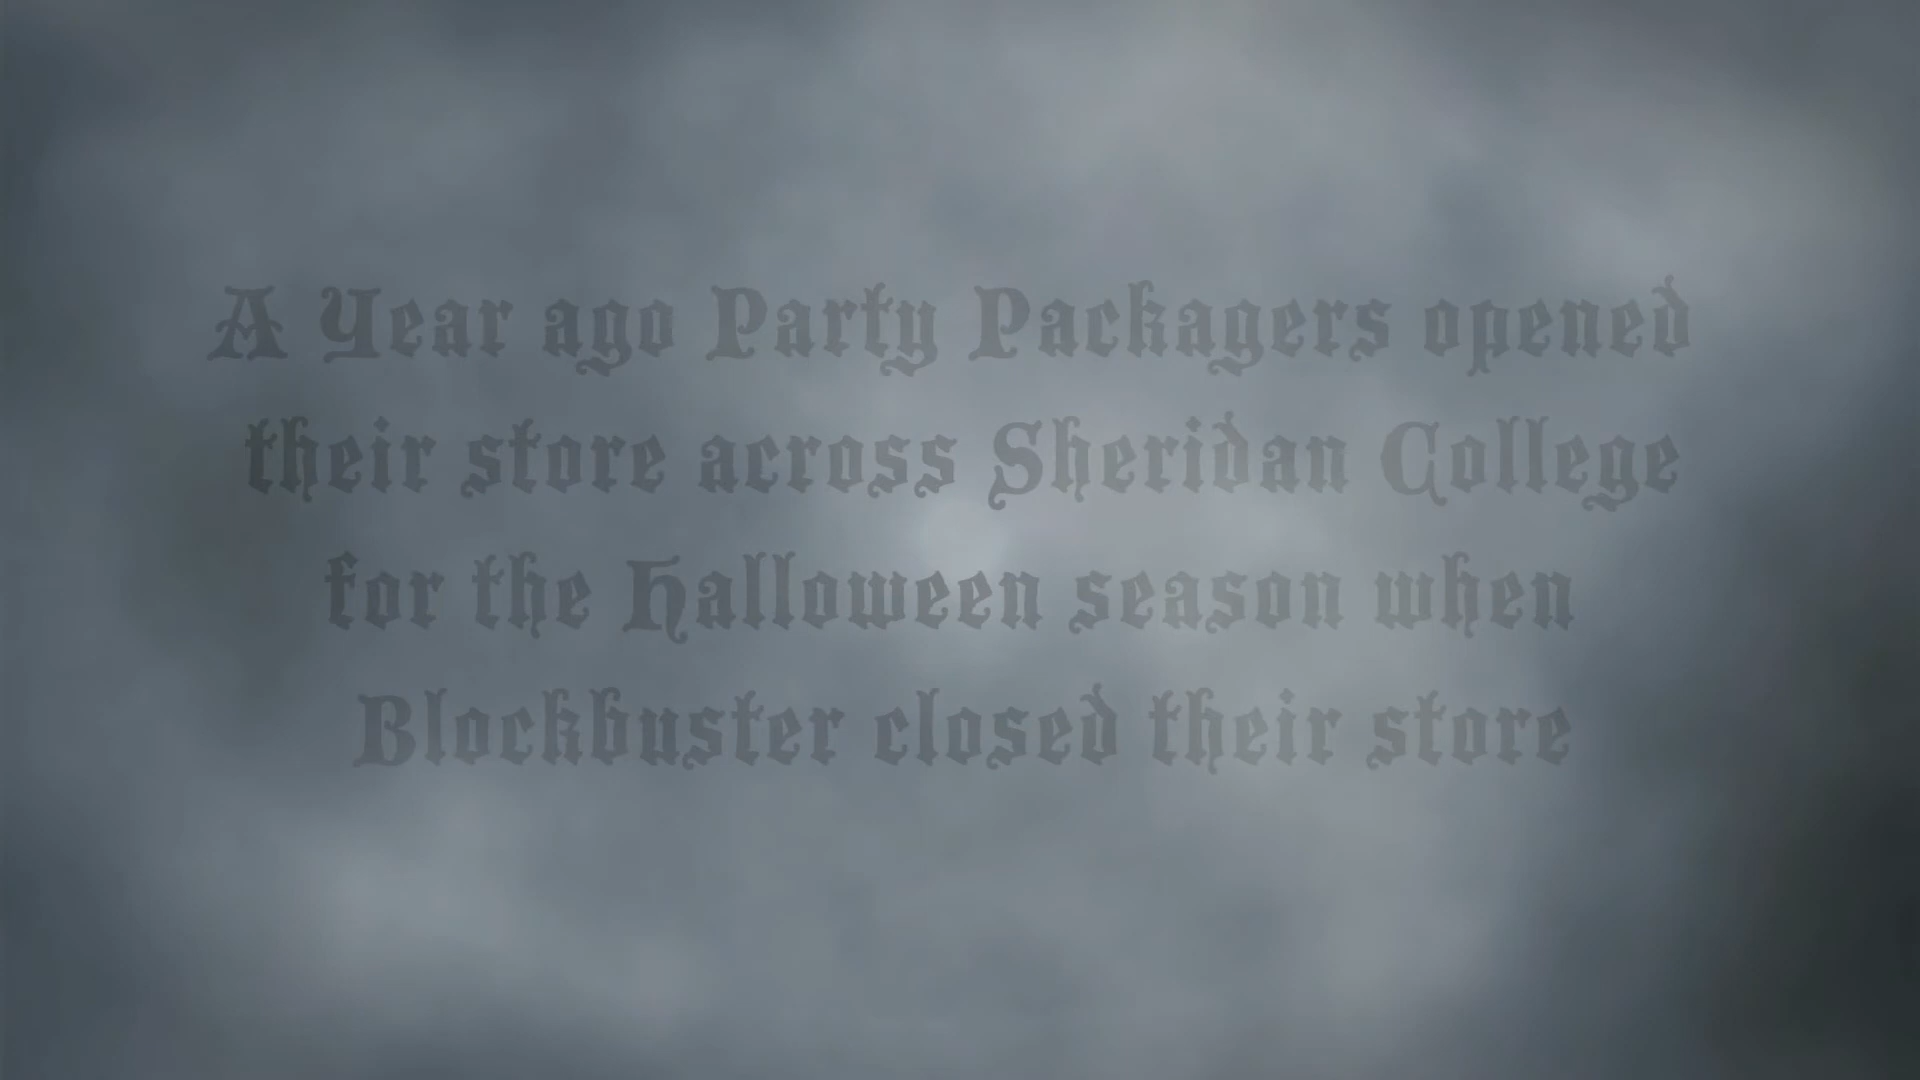 A Year ago Party Packagers opened
their store across Sheridan College
for the Halloween season when
Blockbuster closed their store